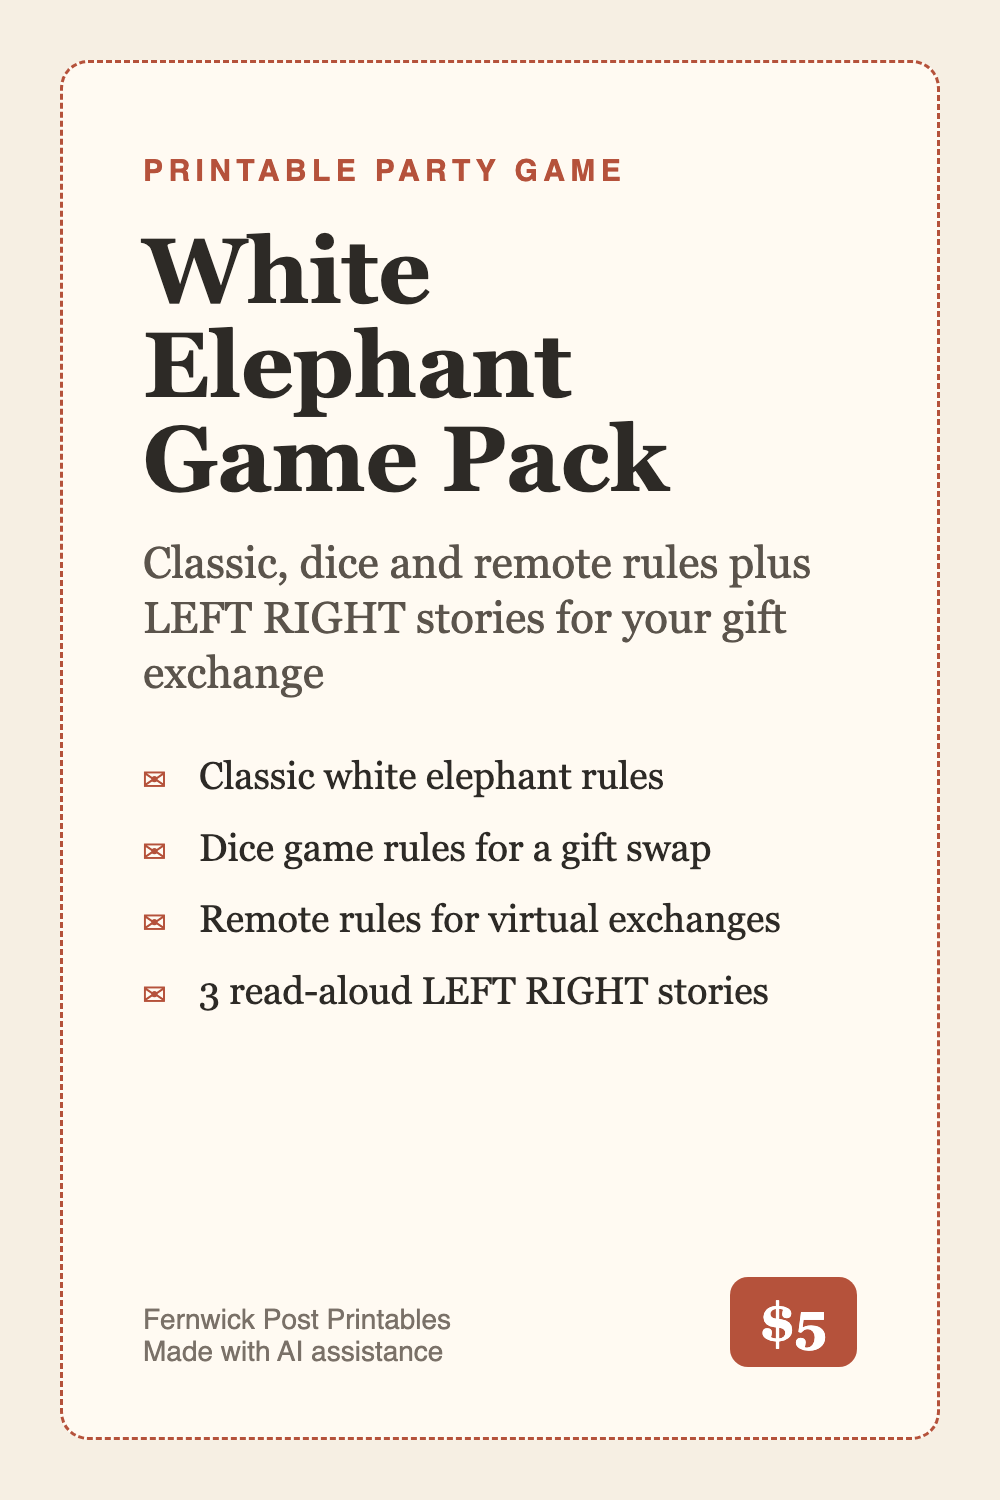 PRINTABLE PARTY GAME
White
Elephant
Game Pack
Classic, dice and remote rules plus
LEFT RIGHT stories for your gift
exchange
✉ Classic white elephant rules
✉ Dice game rules for a gift swap
✉ Remote rules for virtual exchanges
✉ 3 read-aloud LEFT RIGHT stories
Fernwick Post Printables
Made with AI assistance
$5